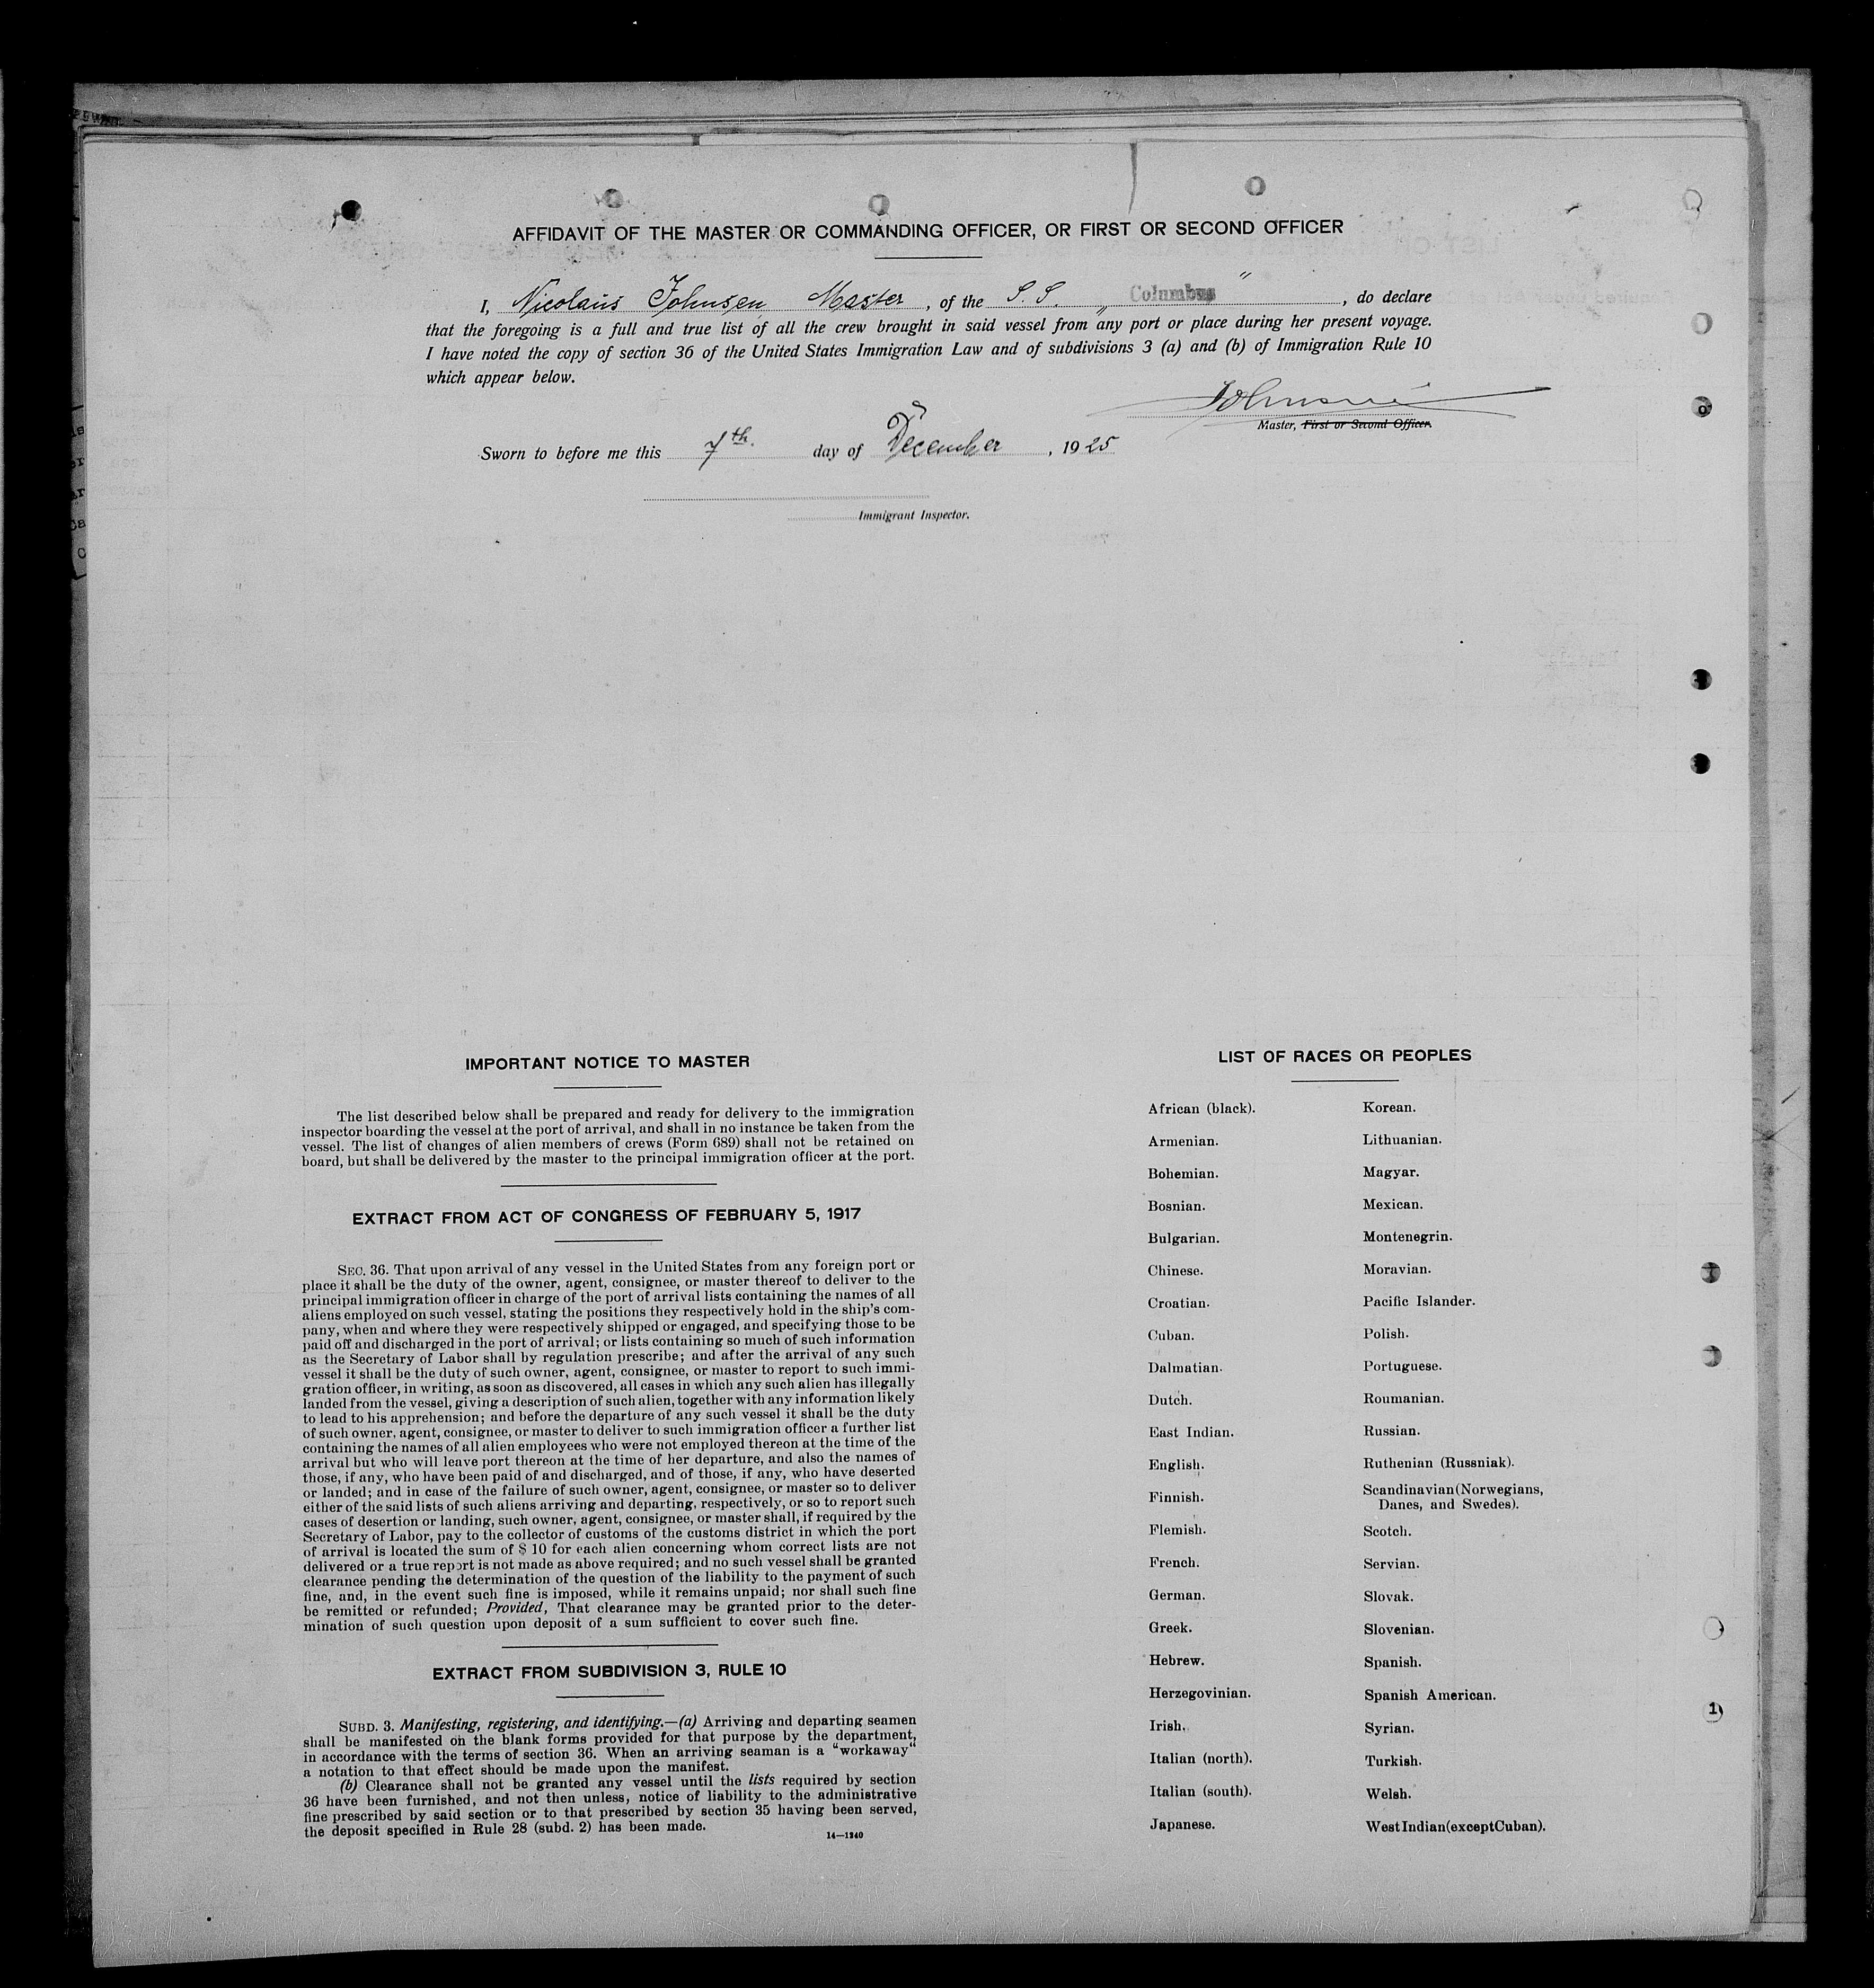 AFFIDAVIT OF THE MASTER OR COMMANDING OFFICER, OR FIRST OR SECOND OFFICER
I, Nicolaus Johnsen Master, of the S. S. „ Columbus ", do declare
that the foregoing is a full and true list of all the crew brought in said vessel from any port or place during her present voyage.
I have noted the copy of section 36 of the United States Immigration Law and of subdivisions 3 (a) and (b) of Immigration Rule 10
which appear below.
Johnsen
Master, First or Second Officer.
Sworn to before me this 7th. day of December, 1925
Immigrant Inspector.
IMPORTANT NOTICE TO MASTER
The list described below shall be prepared and ready for delivery to the immigration
inspector boarding the vessel at the port of arrival, and shall in no instance be taken from the
vessel. The list of changes of alien members of crews (Form 689) shall not be retained on
board, but shall be delivered by the master to the principal immigration officer at the port.
EXTRACT FROM ACT OF CONGRESS OF FEBRUARY 5, 1917
SEC. 36. That upon arrival of any vessel in the United States from any foreign port or
place it shall be the duty of the owner, agent, consignee, or master thereof to deliver to the
principal immigration officer in charge of the port of arrival lists containing the names of all
aliens employed on such vessel, stating the positions they respectively hold in the ship's com-
pany, when and where they were respectively shipped or engaged, and specifying those to be
paid off and discharged in the port of arrival; or lists containing so much of such information
as the Secretary of Labor shall by regulation prescribe; and after the arrival of any such
vessel it shall be the duty of such owner, agent, consignee, or master to report to such immi-
gration officer, in writing, as soon as discovered, all cases in which any such alien has illegally
landed from the vessel, giving a description of such alien, together with any information likely
to lead to his apprehension; and before the departure of any such vessel it shall be the duty
of such owner, agent, consignee, or master to deliver to such immigration officer a further list
containing the names of all alien employees who were not employed thereon at the time of the
arrival but who will leave port thereon at the time of her departure, and also the names of
those, if any, who have been paid of and discharged, and of those, if any, who have deserted
or landed; and in case of the failure of such owner, agent, consignee, or master so to deliver
either of the said lists of such aliens arriving and departing, respectively, or so to report such
cases of desertion or landing, such owner, agent, consignee, or master shall, if required by the
Secretary of Labor, pay to the collector of customs of the customs district in which the port
of arrival is located the sum of $ 10 for each alien concerning whom correct lists are not
delivered or a true report is not made as above required; and no such vessel shall be granted
clearance pending the determination of the question of the liability to the payment of such
fine, and, in the event such fine is imposed, while it remains unpaid; nor shall such fine
be remitted or refunded; Provided, That clearance may be granted prior to the deter-
mination of such question upon deposit of a sum sufficient to cover such fine.
EXTRACT FROM SUBDIVISION 3, RULE 10
SUBD. 3. Manifesting, registering, and identifying.—(a) Arriving and departing seamen
shall be manifested on the blank forms provided for that purpose by the department,
in accordance with the terms of section 36. When an arriving seaman is a "workaway"
a notation to that effect should be made upon the manifest.
(b) Clearance shall not be granted any vessel until the lists required by section
36 have been furnished, and not then unless, notice of liability to the administrative
fine prescribed by said section or to that prescribed by section 35 having been served,
the deposit specified in Rule 28 (subd. 2) has been made.
14—1240
LIST OF RACES OR PEOPLES
African (black).
Armenian.
Bohemian.
Bosnian.
Bulgarian.
Chinese.
Croatian.
Cuban.
Dalmatian.
Dutch.
East Indian.
English.
Finnish.
Flemish.
French.
German.
Greek.
Hebrew.
Herzegovinian.
Irish.
Italian (north).
Italian (south).
Japanese.
Korean.
Lithuanian.
Magyar.
Mexican.
Montenegrin.
Moravian.
Pacific Islander.
Polish.
Portuguese.
Roumanian.
Russian.
Ruthenian (Russniak).
Scandinavian (Norwegians,
Danes, and Swedes).
Scotch.
Servian.
Slovak.
Slovenian.
Spanish.
Spanish American.
Syrian.
Turkish.
Welsh.
West Indian (except Cuban).